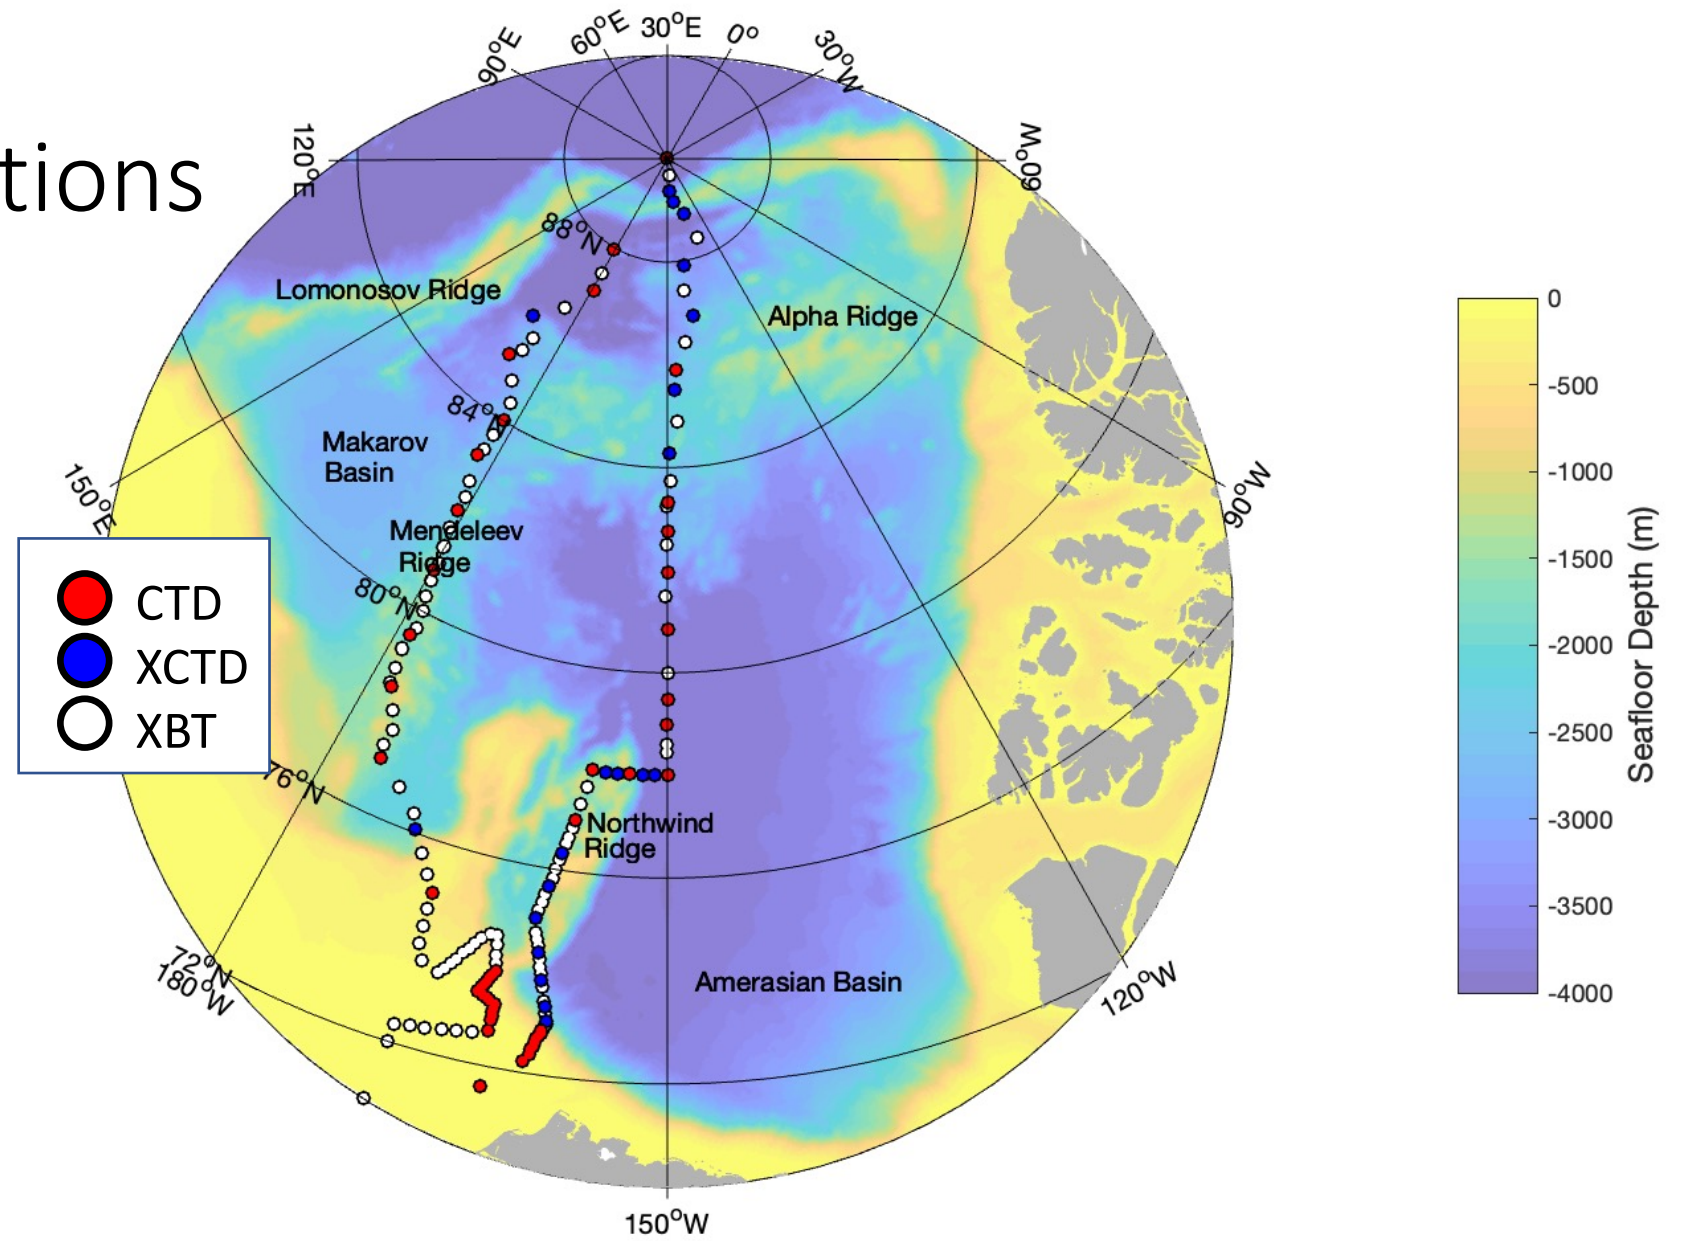 tions
90°E
60°E
30°E
0°
30°W
120°E
60°W
88°N
Lomonosov Ridge
Alpha Ridge
84°N
Makarov
Basin
150°E
90°W
Mendeleev
Ridge
80°N
CTD
XCTD
XBT
76°N
Northwind
Ridge
72°N
180°W
Amerasian Basin
120°W
150°W
0
-500
-1000
-1500
-2000
-2500
-3000
-3500
-4000
Seafloor Depth (m)